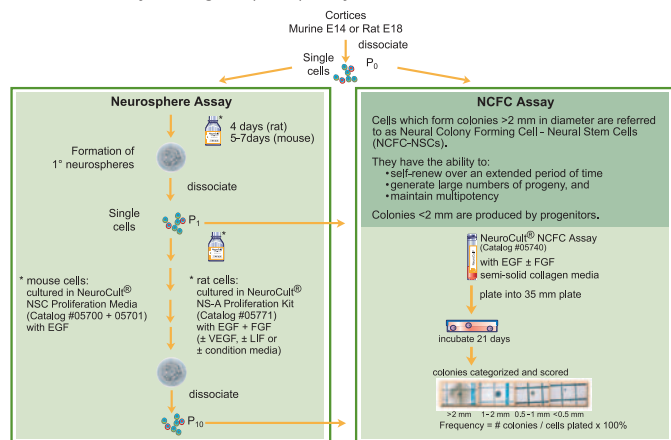 Cortices
Murine E14 or Rat E18
dissociate
Single
cells
P0
Neurosphere Assay
*
4 days (rat)
5-7days (mouse)
Formation of
1° neurospheres
dissociate
Single
cells
P1
*
* mouse cells:
cultured in NeuroCult®
NSC Proliferation Media
(Catalog #05700 + 05701)
with EGF
* rat cells:
cultured in NeuroCult®
NS-A Proliferation Kit
(Catalog #05771)
with EGF + FGF
(± VEGF, ± LIF or
± condition media)
dissociate
P10
NCFC Assay
Cells which form colonies >2 mm in diameter are referred
to as Neural Colony Forming Cell - Neural Stem Cells
(NCFC-NSCs).
They have the ability to:
•self-renew over an extended period of time
•generate large numbers of progeny, and
•maintain multipotency
Colonies <2 mm are produced by progenitors.
NeuroCult® NCFC Assay
(Catalog #05740)
with EGF ± FGF
semi-solid collagen media
plate into 35 mm plate
incubate 21 days
colonies categorized and scored
>2 mm 1-2 mm 0.5-1 mm <0.5 mm
Frequency = # colonies / cells plated x 100%